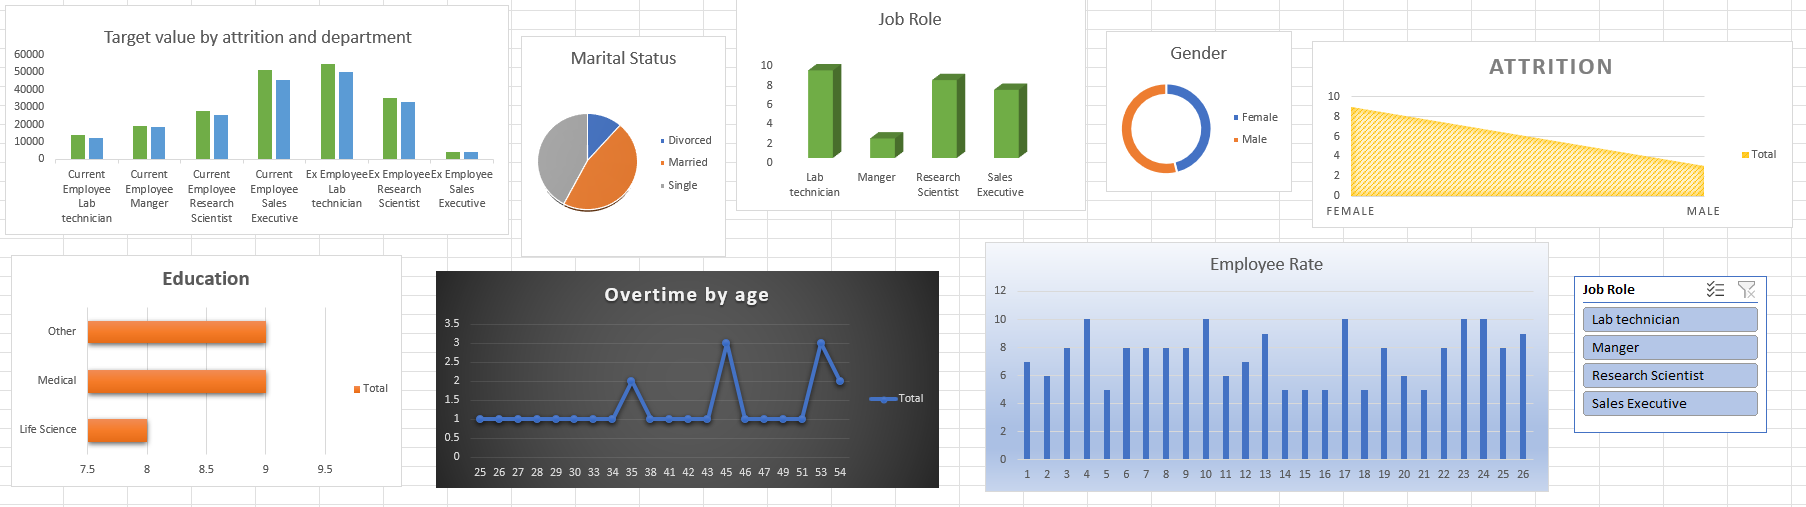 Target value by attrition and department
60000
50000
40000
30000
20000
10000
0
Current Current Current Current Ex Employee Ex Employee Ex Employee
Employee Employee Employee Employee Lab Research Sales
Lab Manger Research Sales technician Scientist Executive
technician Scientist Executive
Marital Status
Divorced
Married
Single
Job Role
10
8
6
4
2
0
Lab Manger Research Sales
technician Scientist Executive
Gender
Female
Male
ATTRITION
10
8
6
4
2
0
FEMALE MALE
Total
Education
Other
Medical
Life Science
7.5 8 8.5 9 9.5
Total
Overtime by age
3.5
3
2.5
2
1.5
1
0.5
0
25 26 27 28 29 30 33 34 35 38 41 42 43 45 46 47 49 51 53 54
Total
Employee Rate
12
10
8
6
4
2
0
1 2 3 4 5 6 7 8 9 10 11 12 13 14 15 16 17 18 19 20 21 22 23 24 25 26
Job Role
Lab technician
Manger
Research Scientist
Sales Executive